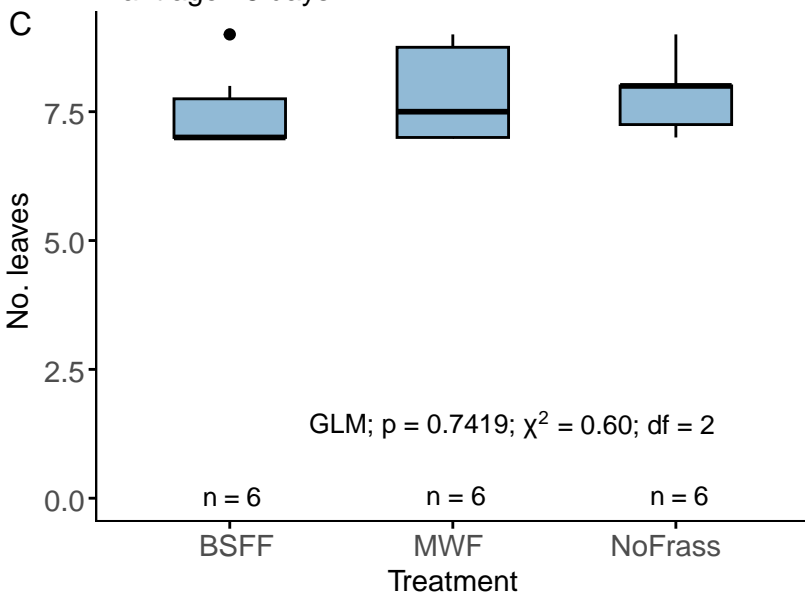 C
7.5
5.0
2.5
0.0
No. leaves
GLM; p = 0.7419; χ² = 0.60; df = 2
n = 6 n = 6 n = 6
BSFF MWF NoFrass
Treatment